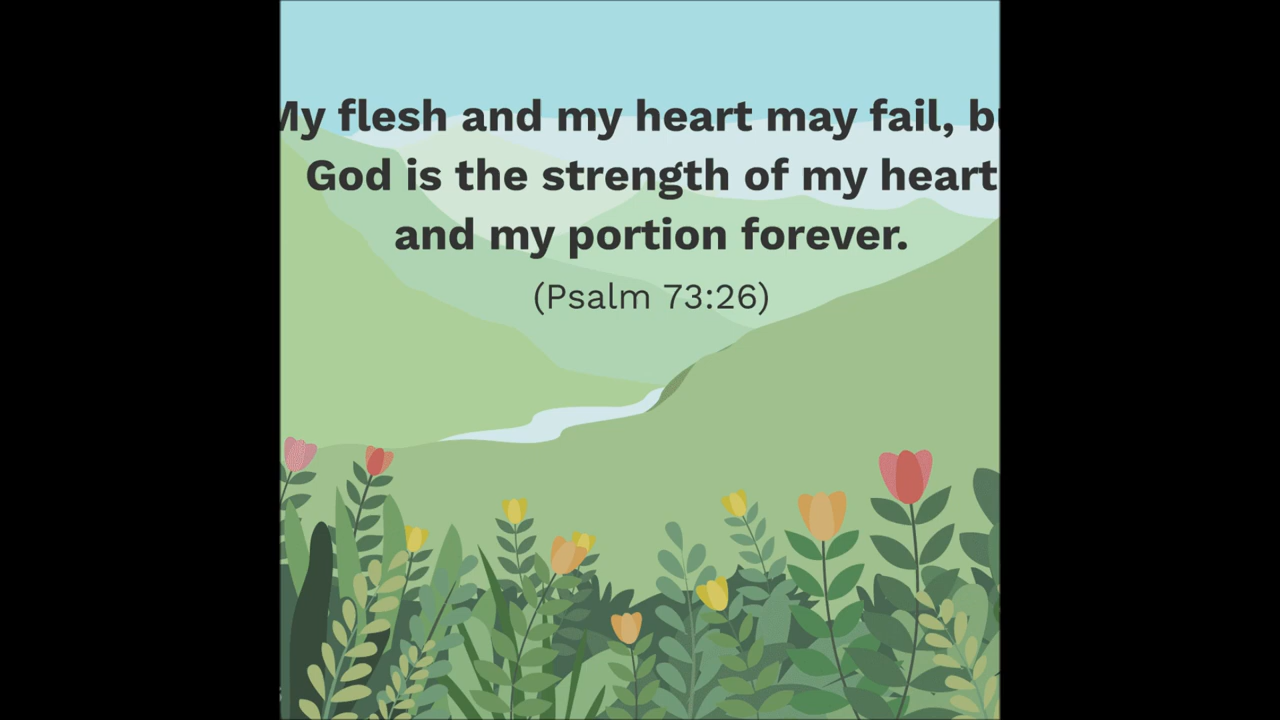 My flesh and my heart may fail, bu
God is the strength of my heart
and my portion forever.
(Psalm 73:26)